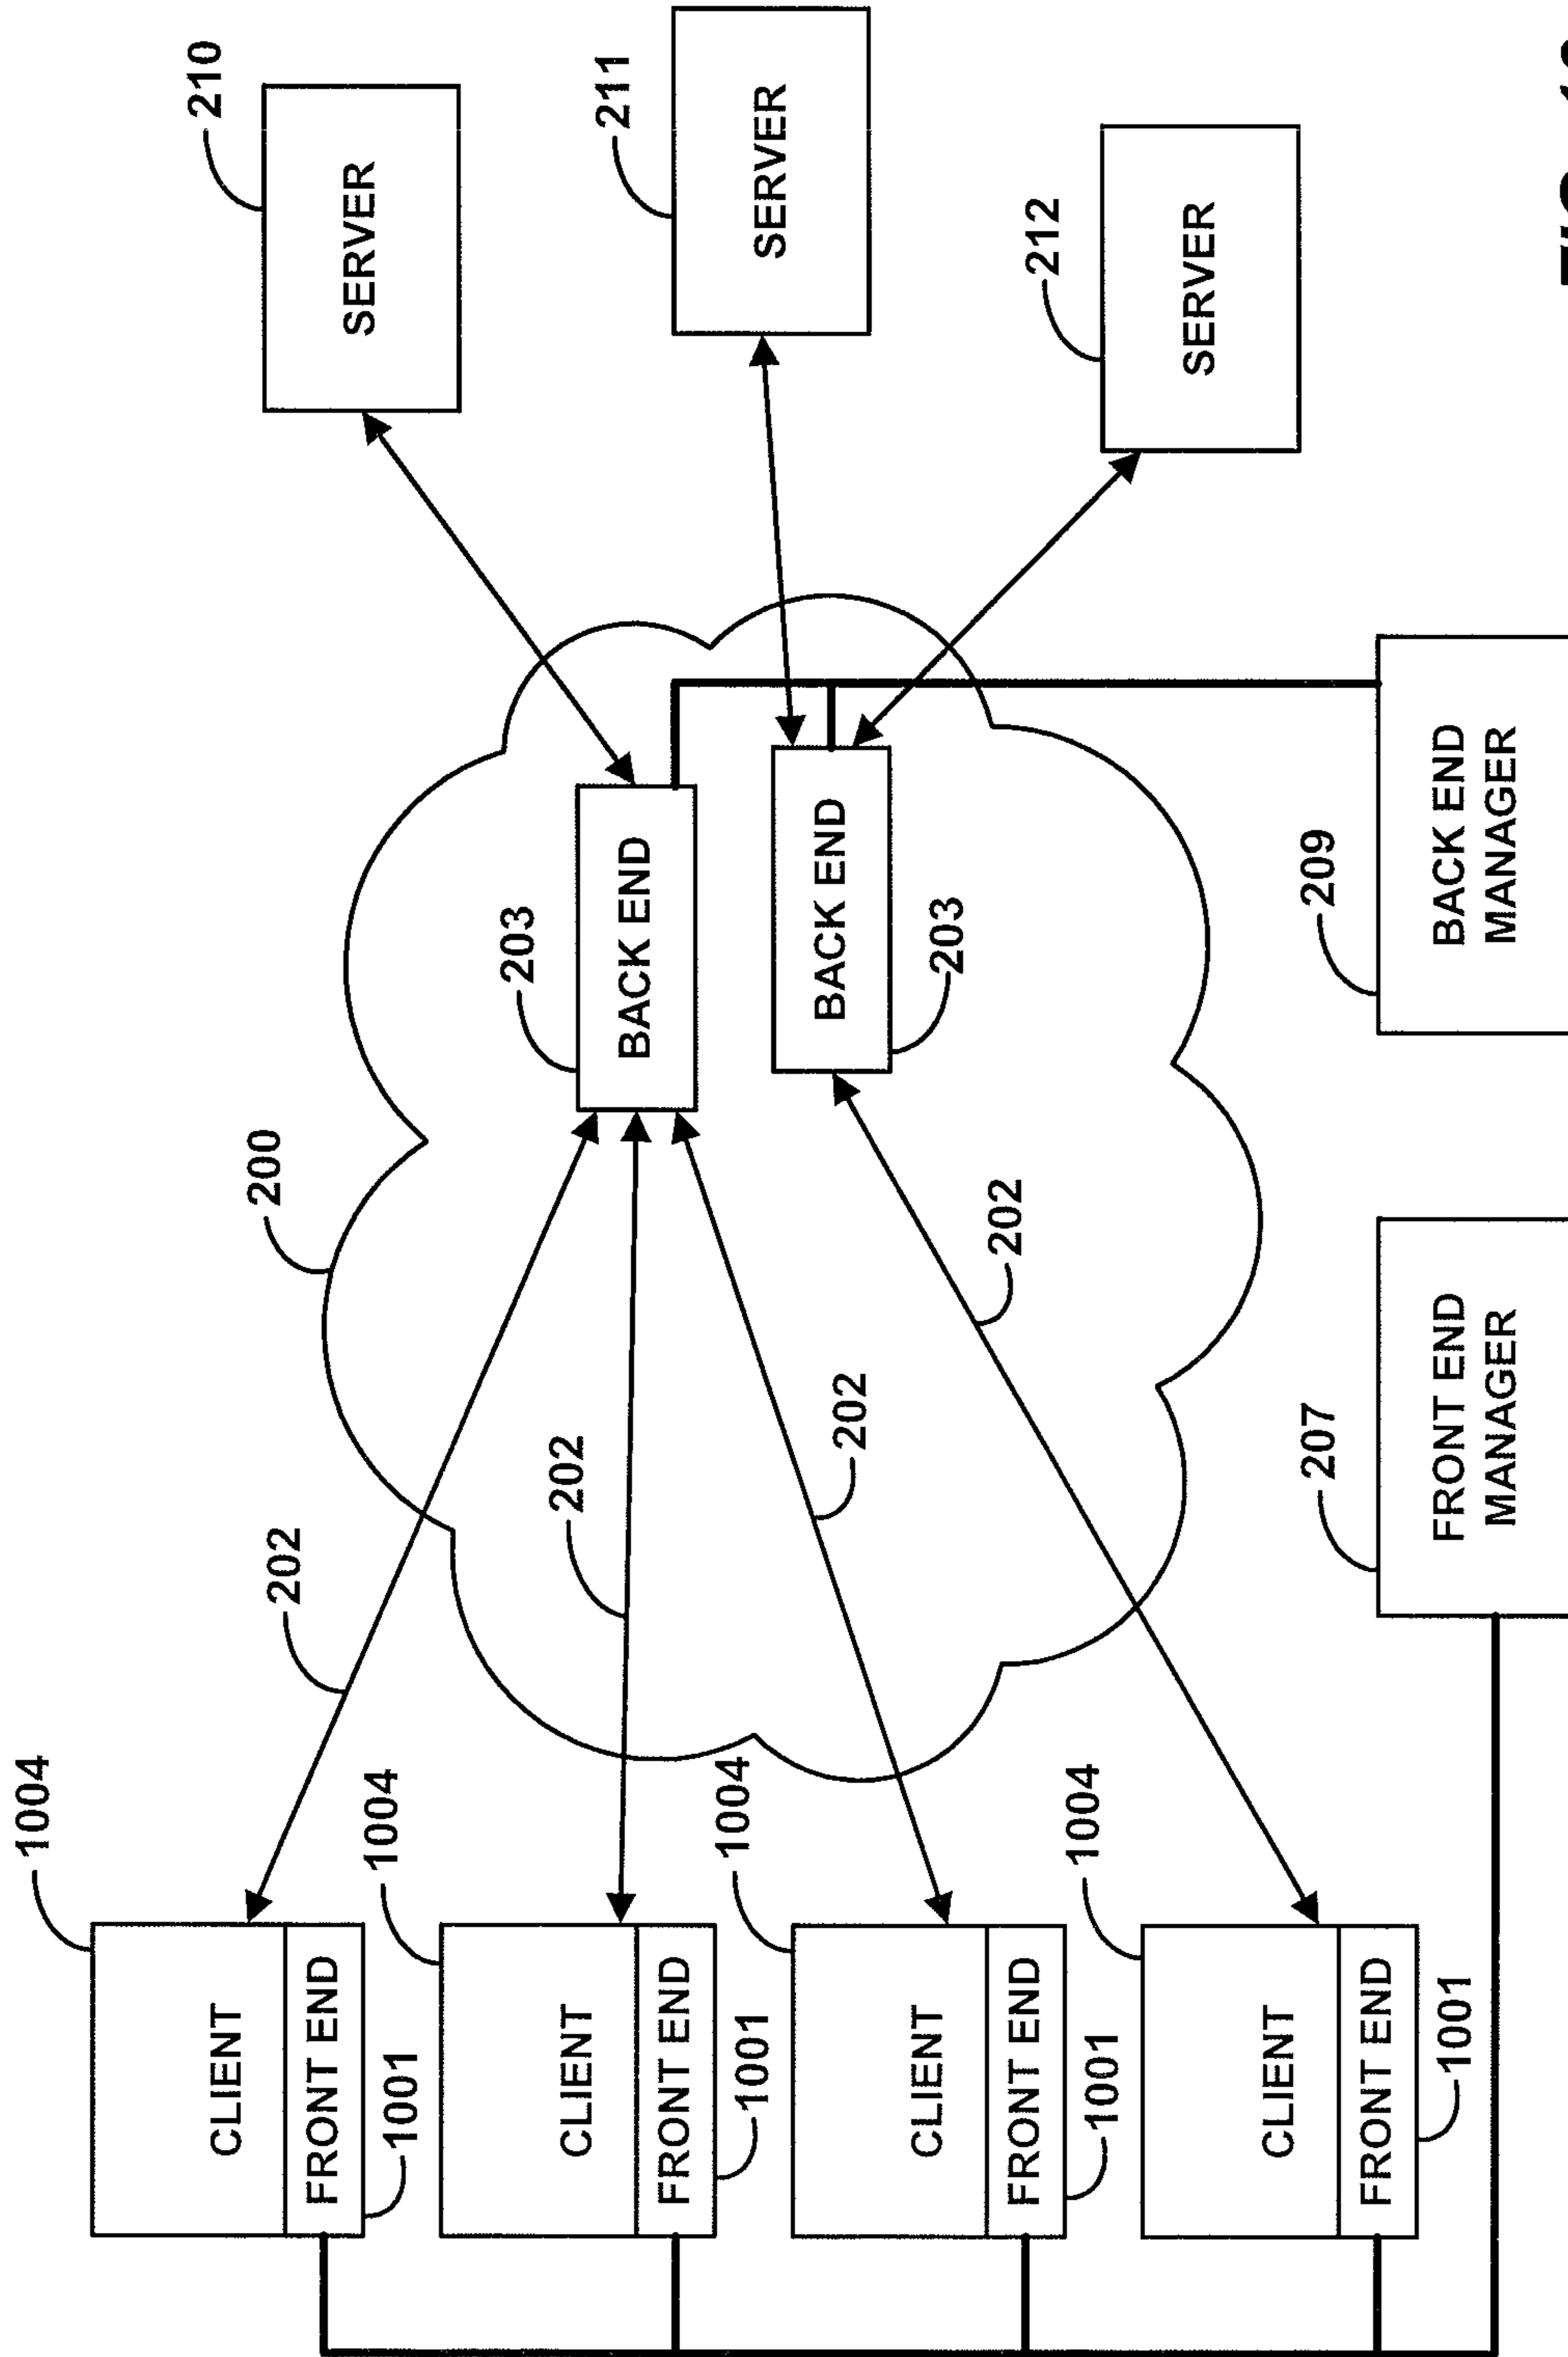 1004
210
CLIENT
200
202
FRONT END
SERVER
1004
1001
203
202
CLIENT
211
BACK END
FRONT END
1004
1001
SERVER
BACK END
202
CLIENT
203
202
FRONT END
212
1004
1001
SERVER
CLIENT
207
209
FRONT END
1001
FRONT END
MANAGER
BACK END
MANAGER